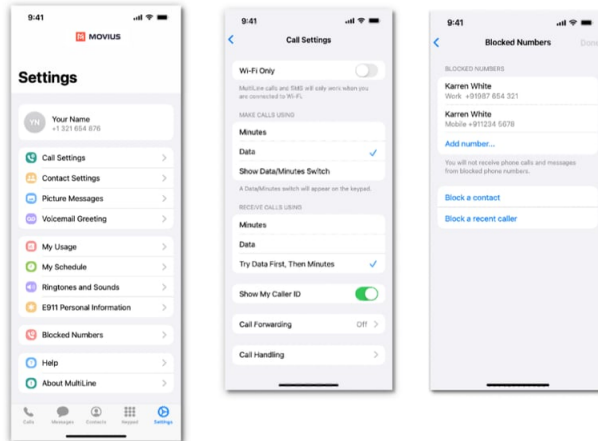 9:41
MOVIUS
Settings
YN
Your Name
+1 321 654 876
Call Settings
Contact Settings
Picture Messages
Voicemail Greeting
My Usage
My Schedule
Ringtones and Sounds
E911 Personal Information
Blocked Numbers
Help
About MultiLine
Calls
Messages
Contacts
Keypad
Settings
9:41
Call Settings
Wi-Fi Only
MultiLine calls and SMS will only work when you
are connected to Wi-Fi.
MAKE CALLS USING
Minutes
Data
Show Data/Minutes Switch
A Data/Minutes switch will appear on the keypad.
RECEIVE CALLS USING
Minutes
Data
Try Data First, Then Minutes
Show My Caller ID
Call Forwarding Off
Call Handling
9:41
Blocked Numbers Done
BLOCKED NUMBERS
Karren White
Work +91987 654 321
Karren White
Mobile +911234 5678
Add number...
You will not receive phone calls and messages
from blocked phone numbers.
Block a contact
Block a recent caller